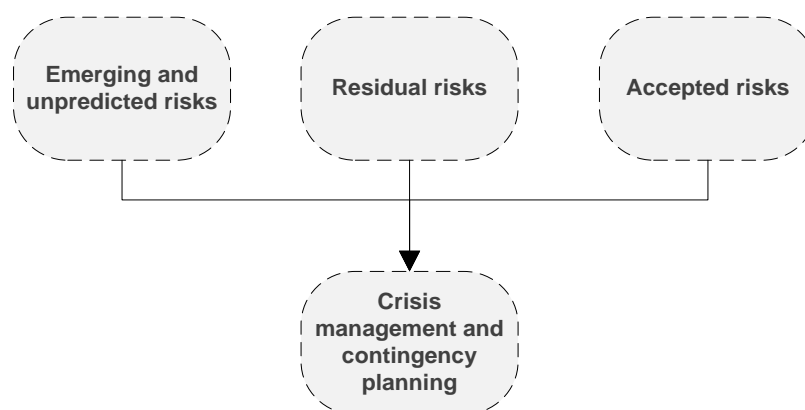 Emerging and
unpredicted risks
Residual risks
Accepted risks
Crisis
management and
contingency
planning